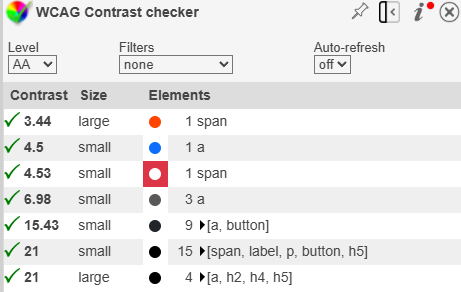 WCAG Contrast checker
Level Filters Auto-refresh
AA none off
Contrast Size Elements
3.44 large 1 span
4.5 small 1 a
4.53 small 1 span
6.98 small 3 a
15.43 small 9 [a, button]
21 small 15 [span, label, p, button, h5]
21 large 4 [a, h2, h4, h5]